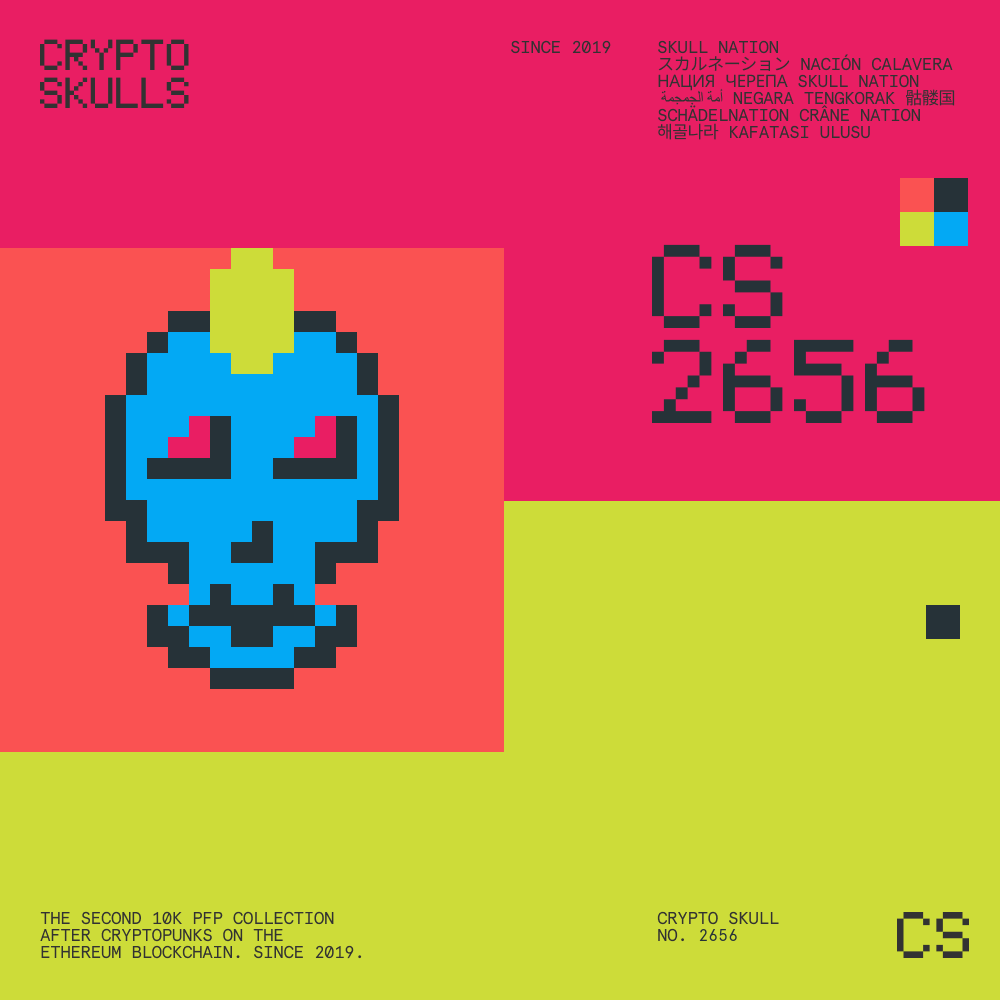 CRYPTO
SKULLS
SINCE 2019
SKULL NATION
スカルネーション NACIÓN CALAVERA
НАЦИЯ ЧЕРЕПА SKULL NATION
أمة الجمجمة NEGARA TENGKORAK 骷髅国
SCHÄDELNATION CRÂNE NATION
해골나라 KAFATASI ULUSU
CS
2656
THE SECOND 10K PFP COLLECTION
AFTER CRYPTOPUNKS ON THE
ETHEREUM BLOCKCHAIN. SINCE 2019.
CRYPTO SKULL
NO. 2656
CS